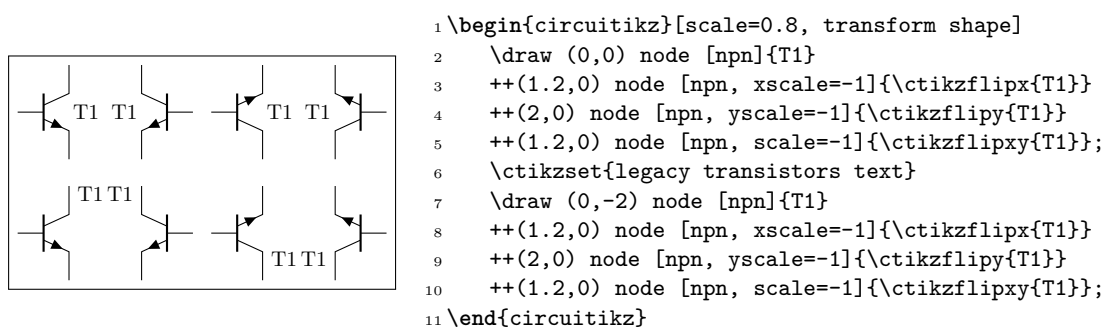 T1 T1 T1 T1
T1 T1
T1 T1
1 \begin{circuitikz}[scale=0.8, transform shape]
2 \draw (0,0) node [npn]{T1}
3 ++(1.2,0) node [npn, xscale=-1]{\ctikzflipx{T1}}
4 ++(2,0) node [npn, yscale=-1]{\ctikzflipy{T1}}
5 ++(1.2,0) node [npn, scale=-1]{\ctikzflipxy{T1}};
6 \ctikzset{legacy transistors text}
7 \draw (0,-2) node [npn]{T1}
8 ++(1.2,0) node [npn, xscale=-1]{\ctikzflipx{T1}}
9 ++(2,0) node [npn, yscale=-1]{\ctikzflipy{T1}}
10 ++(1.2,0) node [npn, scale=-1]{\ctikzflipxy{T1}};
11 \end{circuitikz}